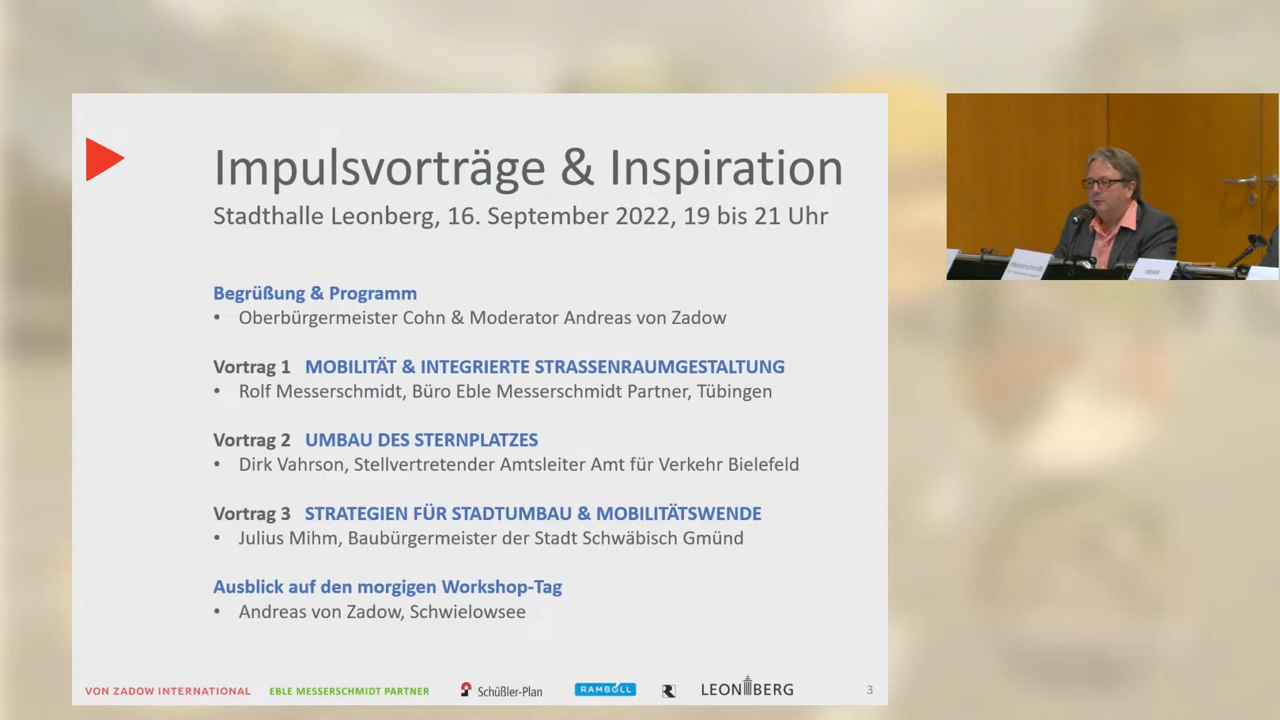 Impulsvorträge & Inspiration
Stadthalle Leonberg, 16. September 2022, 19 bis 21 Uhr
Begrüßung & Programm
• Oberbürgermeister Cohn & Moderator Andreas von Zadow
Vortrag 1 MOBILITÄT & INTEGRIERTE STRASSENRAUMGESTALTUNG
• Rolf Messerschmidt, Büro Eble Messerschmidt Partner, Tübingen
Vortrag 2 UMBAU DES STERNPLATZES
• Dirk Vahrson, Stellvertretender Amtsleiter Amt für Verkehr Bielefeld
Vortrag 3 STRATEGIEN FÜR STADTUMBAU & MOBILITÄTSWENDE
• Julius Mihm, Baubürgermeister der Stadt Schwäbisch Gmünd
Ausblick auf den morgigen Workshop-Tag
• Andreas von Zadow, Schwielowsee
VON ZADOW INTERNATIONAL EBLE MESSERSCHMIDT PARTNER Schüßler-Plan RAMBOLL R LEONBERG 3
Messerschmidt
MIHM